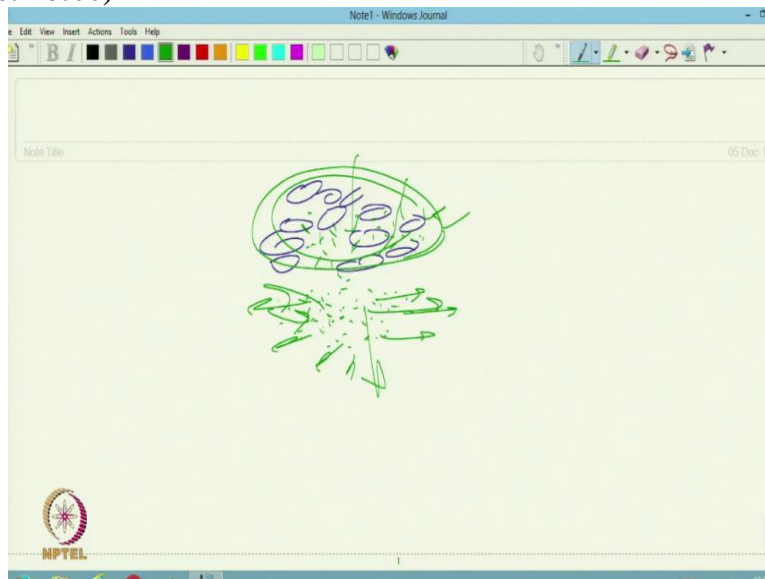 Note1 - Windows Journal
e Edit View Insert Actions Tools Help
B I
Note Title
05-Dec-
NPTEL
1